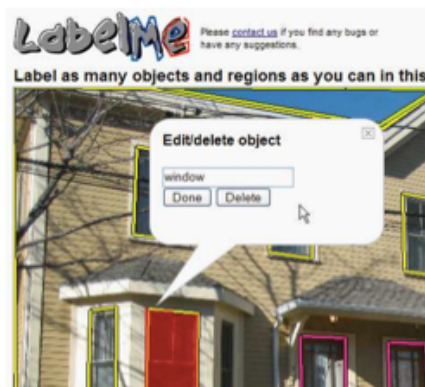 LabelMe
Please contact us if you find any bugs or
have any suggestions.
Label as many objects and regions as you can in this
Edit/delete object
window
Done Delete